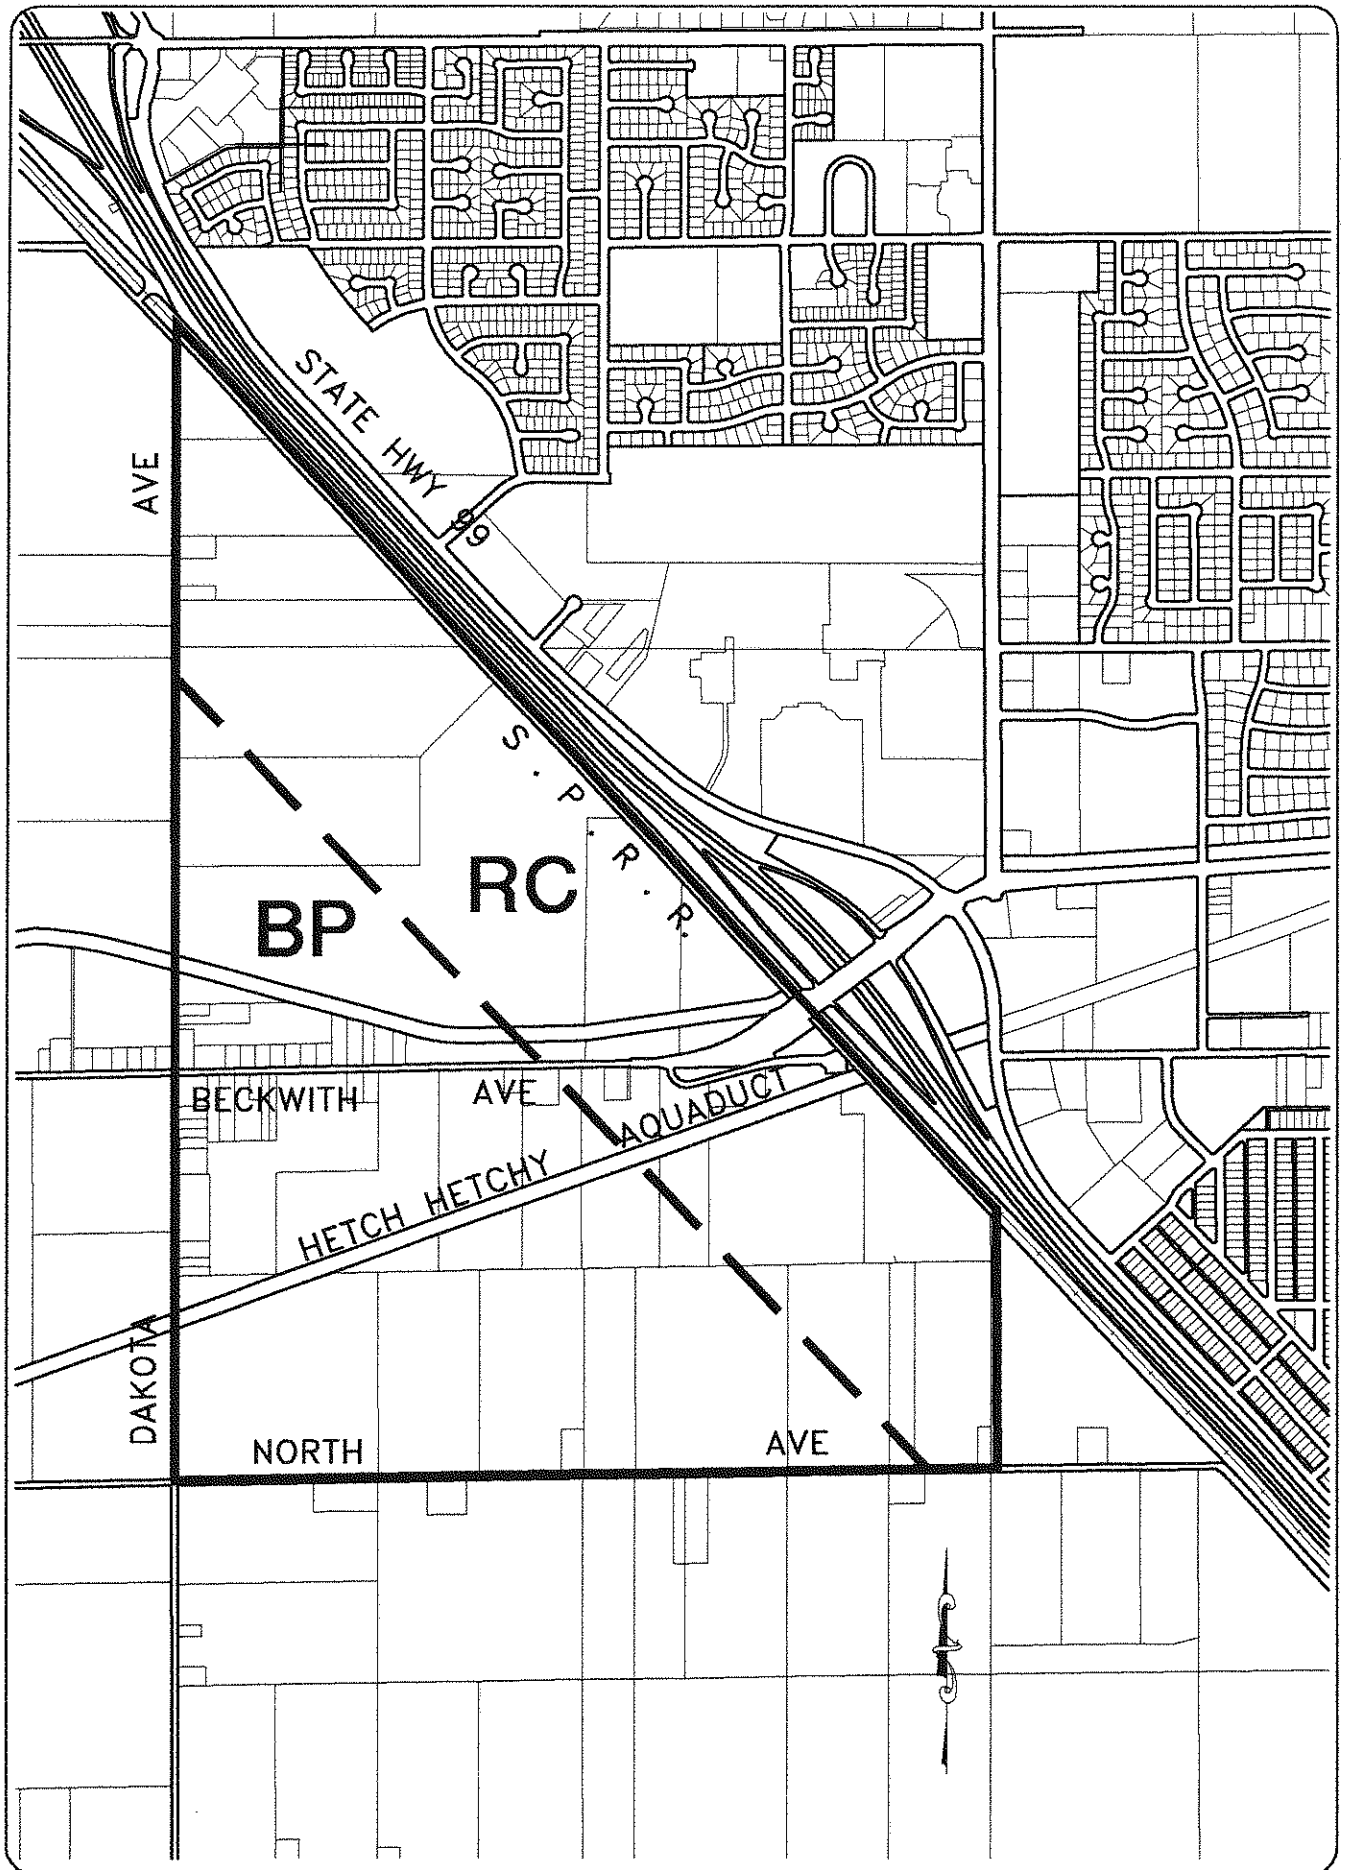 STATE HWY 99
AVE
S. P. R. R.
RC
BP
BECKWITH AVE
HETCH HETCHY AQUADUCT
DAKOTA
NORTH AVE